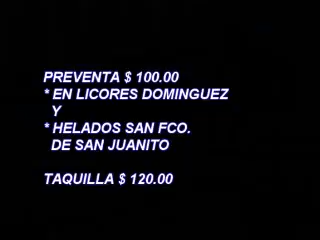 PREVENTA $ 100.00
* EN LICORES DOMINGUEZ
Y
* HELADOS SAN FCO.
DE SAN JUANITO
TAQUILLA $ 120.00